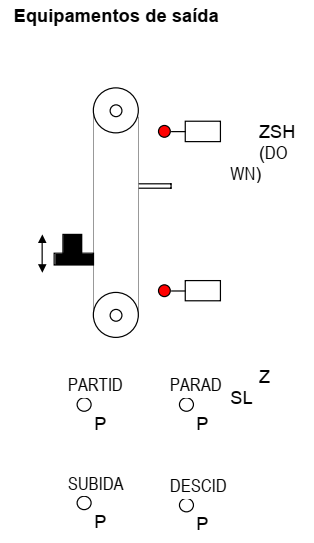 Equipamentos de saída
ZSH
(DO
WN)
Z
SL
PARTID
PARAD
P
P
SUBIDA
DESCID
P
P